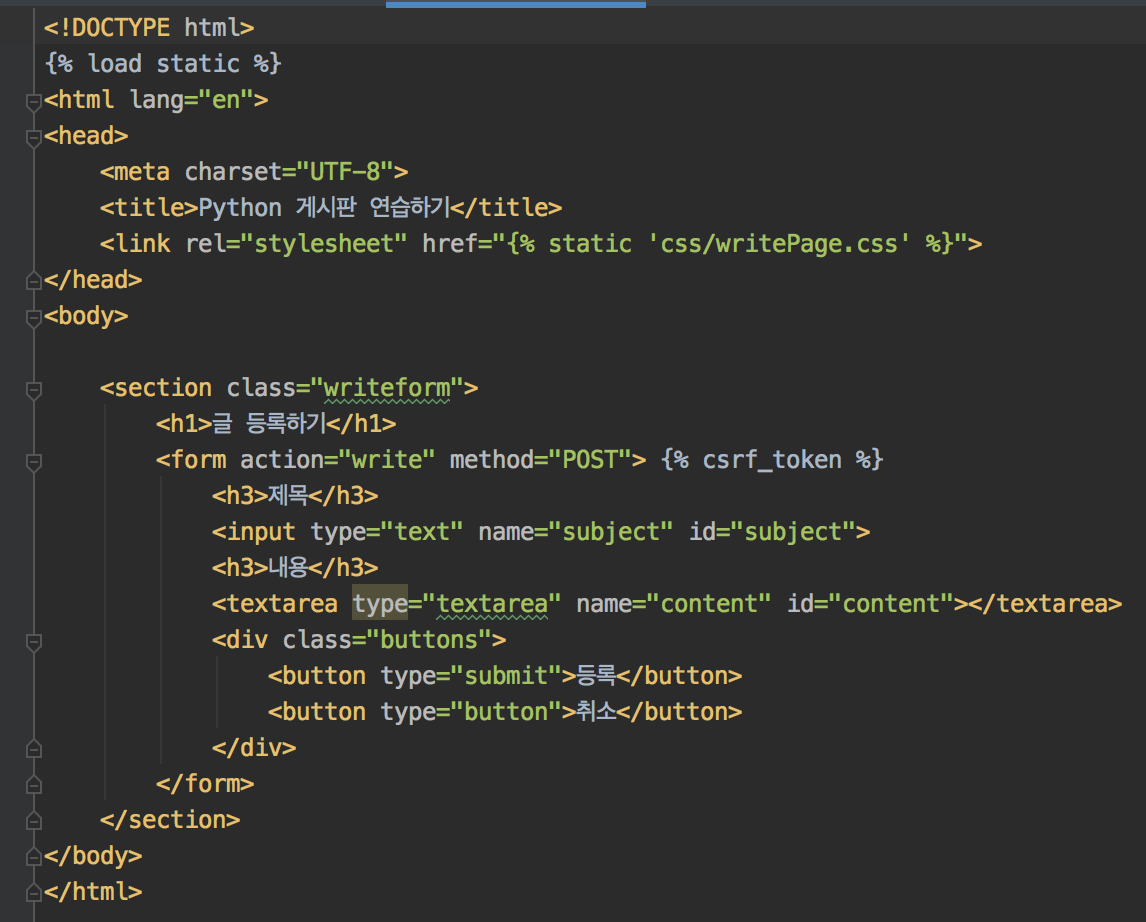 <!DOCTYPE html>
{% load static %}
<html lang="en">
<head>
    <meta charset="UTF-8">
    <title>Python 게시판 연습하기</title>
    <link rel="stylesheet" href="{% static 'css/writePage.css' %}">
</head>
<body>

    <section class="writeform">
        <h1>글 등록하기</h1>
        <form action="write" method="POST"> {% csrf_token %}
            <h3>제목</h3>
            <input type="text" name="subject" id="subject">
            <h3>내용</h3>
            <textarea type="textarea" name="content" id="content"></textarea>
            <div class="buttons">
                <button type="submit">등록</button>
                <button type="button">취소</button>
            </div>
        </form>
    </section>
</body>
</html>